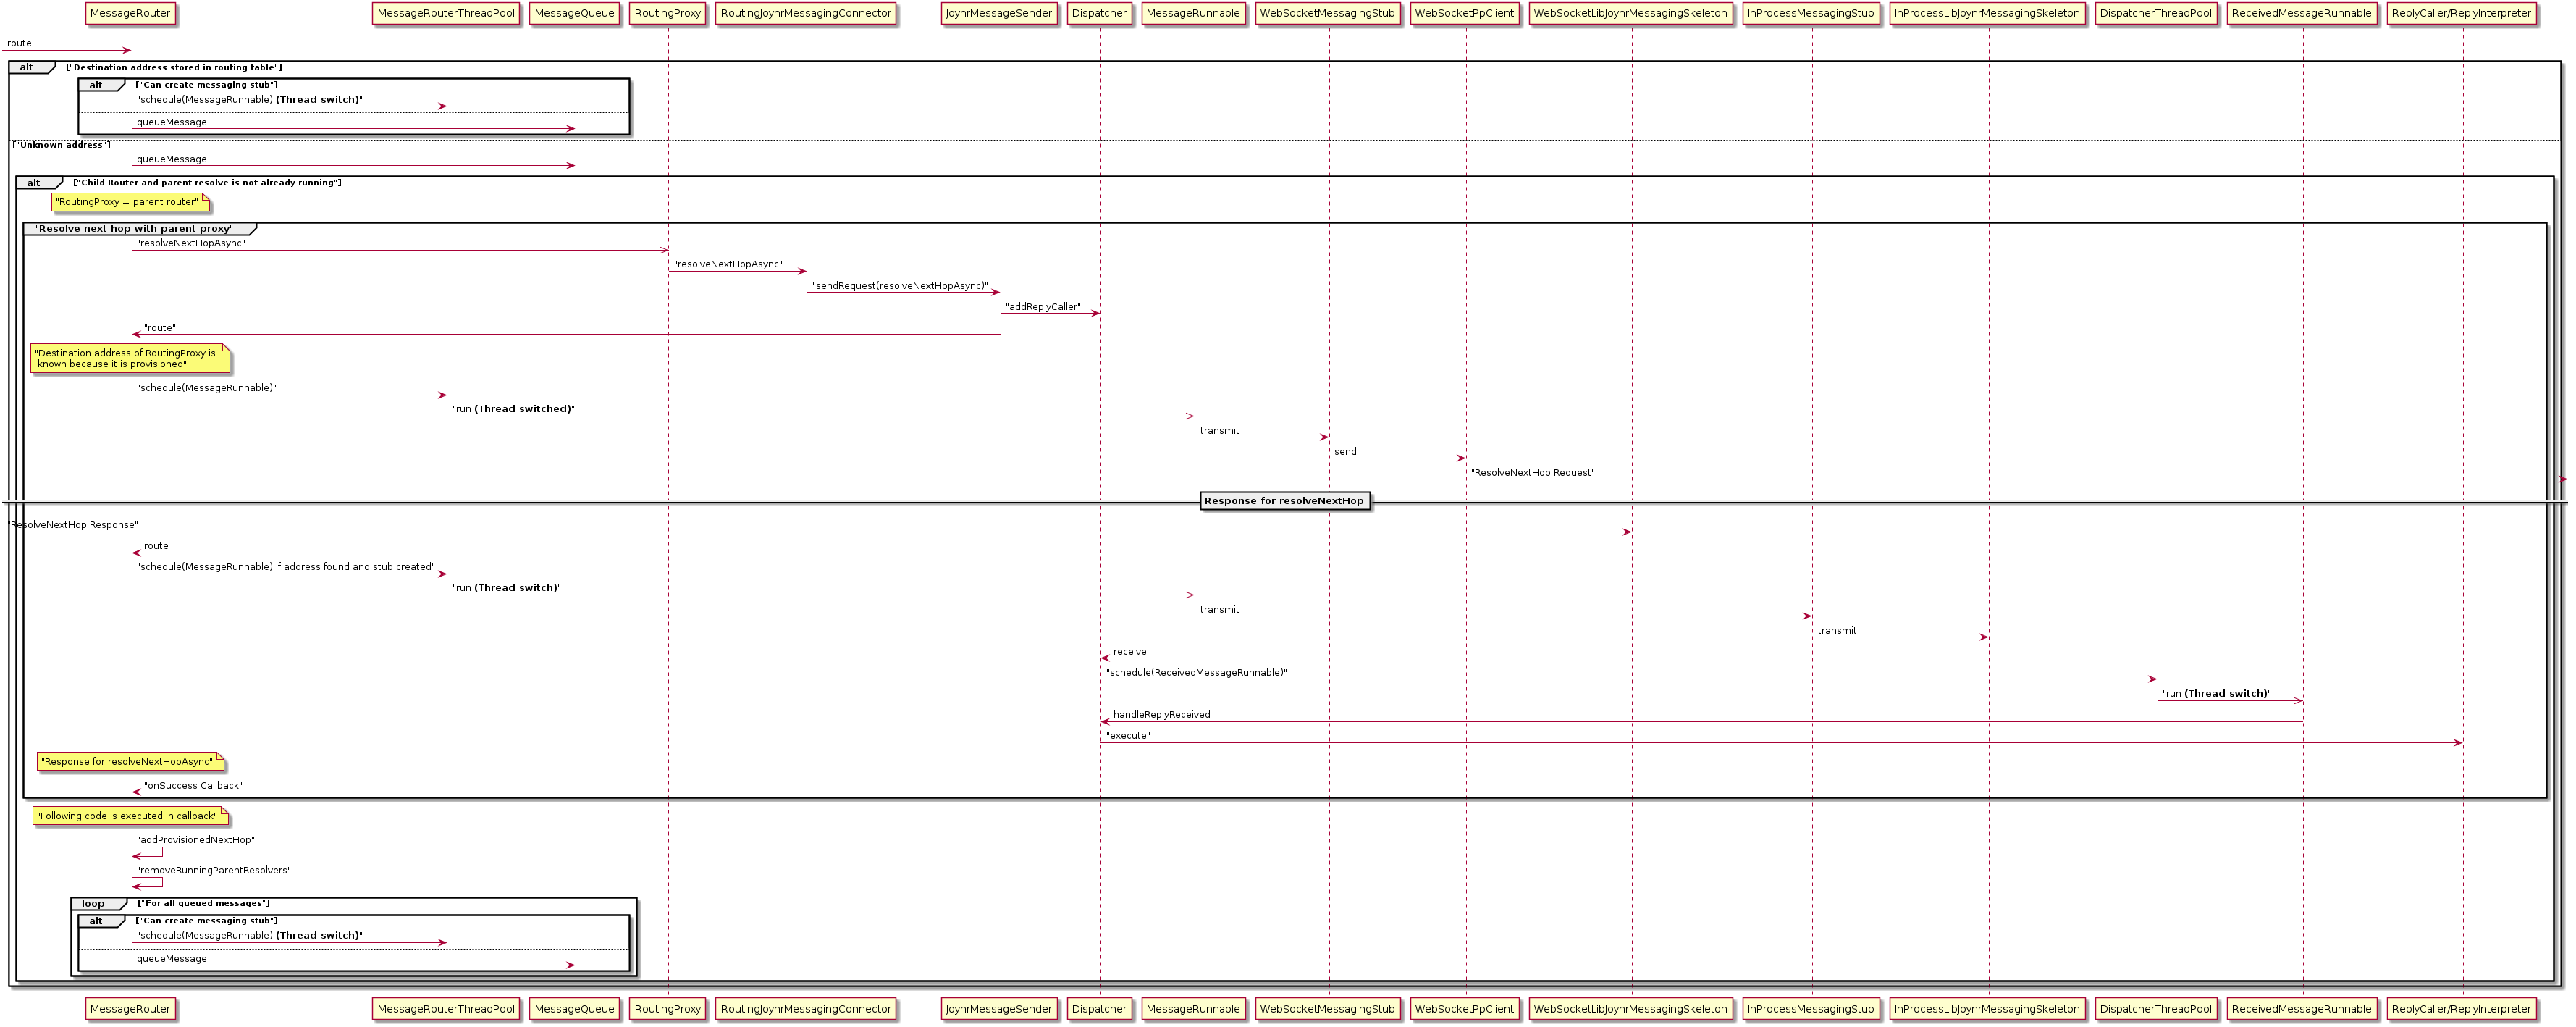 MessageRouter
MessageRouterThreadPool
MessageQueue
RoutingProxy
RoutingJoynrMessagingConnector
JoynrMessageSender
Dispatcher
MessageRunnable
WebSocketMessagingStub
WebSocketPpClient
WebSocketLibJoynrMessagingSkeleton
InProcessMessagingStub
InProcessLibJoynrMessagingSkeleton
DispatcherThreadPool
ReceivedMessageRunnable
ReplyCaller/ReplyInterpreter
route
alt ["Destination address stored in routing table"]
alt ["Can create messaging stub"]
"schedule(MessageRunnable) (Thread switch)"
queueMessage
["Unknown address"]
queueMessage
alt ["Child Router and parent resolve is not already running"]
"RoutingProxy = parent router"
"Resolve next hop with parent proxy"
"resolveNextHopAsync"
"resolveNextHopAsync"
"sendRequest(resolveNextHopAsync)"
"addReplyCaller"
"route"
"Destination address of RoutingProxy is
known because it is provisioned"
"schedule(MessageRunnable)"
"run (Thread switched)"
transmit
send
"ResolveNextHop Request"
Response for resolveNextHop
"ResolveNextHop Response"
route
"schedule(MessageRunnable) if address found and stub created"
"run (Thread switch)"
transmit
transmit
receive
"schedule(ReceivedMessageRunnable)"
"run (Thread switch)"
handleReplyReceived
"execute"
"Response for resolveNextHopAsync"
"onSuccess Callback"
"Following code is executed in callback"
"addProvisionedNextHop"
"removeRunningParentResolvers"
loop ["For all queued messages"]
alt ["Can create messaging stub"]
"schedule(MessageRunnable) (Thread switch)"
queueMessage
MessageRouter
MessageRouterThreadPool
MessageQueue
RoutingProxy
RoutingJoynrMessagingConnector
JoynrMessageSender
Dispatcher
MessageRunnable
WebSocketMessagingStub
WebSocketPpClient
WebSocketLibJoynrMessagingSkeleton
InProcessMessagingStub
InProcessLibJoynrMessagingSkeleton
DispatcherThreadPool
ReceivedMessageRunnable
ReplyCaller/ReplyInterpreter